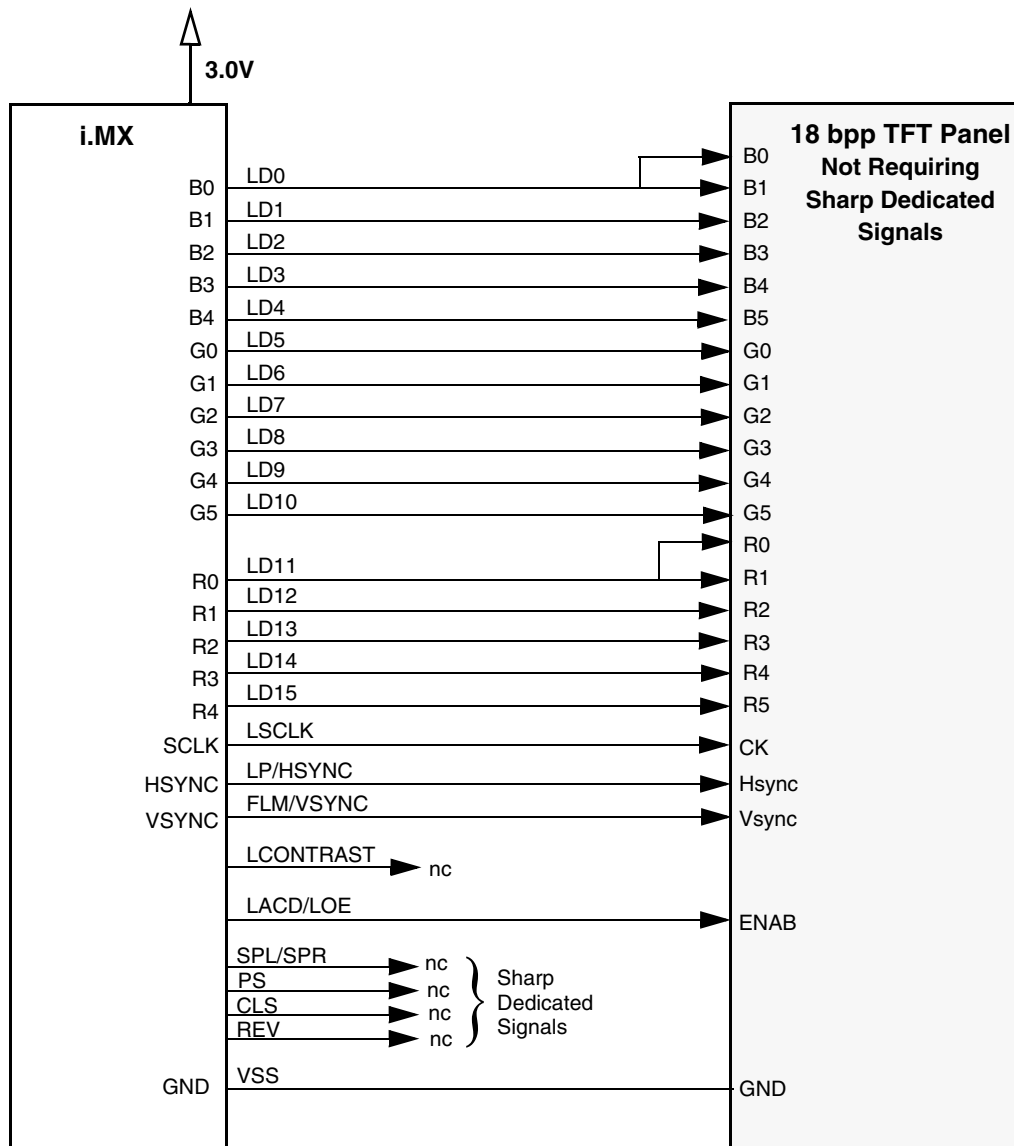 3.0V
i.MX
18 bpp TFT Panel
Not Requiring
Sharp Dedicated
Signals
B0
B0 LD0 B1
B1 LD1 B2
B2 LD2 B3
B3 LD3 B4
B4 LD4 B5
G0 LD5 G0
G1 LD6 G1
G2 LD7 G2
G3 LD8 G3
G4 LD9 G4
G5 LD10 G5
R0
R0 LD11 R1
R1 LD12 R2
R2 LD13 R3
R3 LD14 R4
R4 LD15 R5
SCLK LSCLK CK
HSYNC LP/HSYNC Hsync
VSYNC FLM/VSYNC Vsync
LCONTRAST nc
LACD/LOE ENAB
SPL/SPR nc
PS nc
CLS nc
REV nc
Sharp
Dedicated
Signals
GND VSS GND